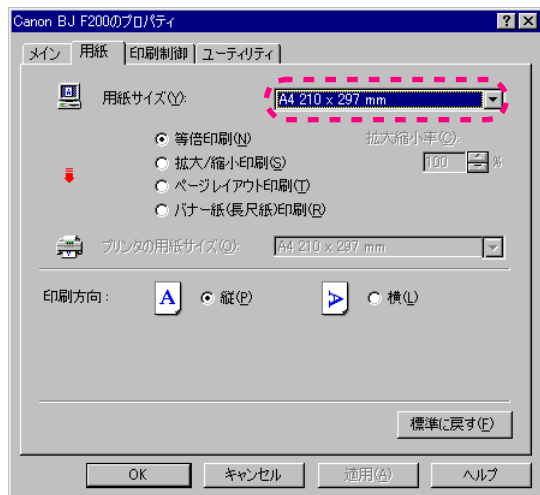 Canon BJ F200のプロパティ
メイン 用紙 印刷制御 ユーティリティ
用紙サイズ(Y): A4 210 x 297 mm
等倍印刷(N) 拡大縮小率(C):
拡大/縮小印刷(S) 100 %
ページレイアウト印刷(T)
バナー紙(長尺紙)印刷(R)
プリンタの用紙サイズ(O): A4 210 x 297 mm
印刷方向: A 縦(P) A 横(L)
標準に戻す(F)
OK キャンセル 適用(A) ヘルプ